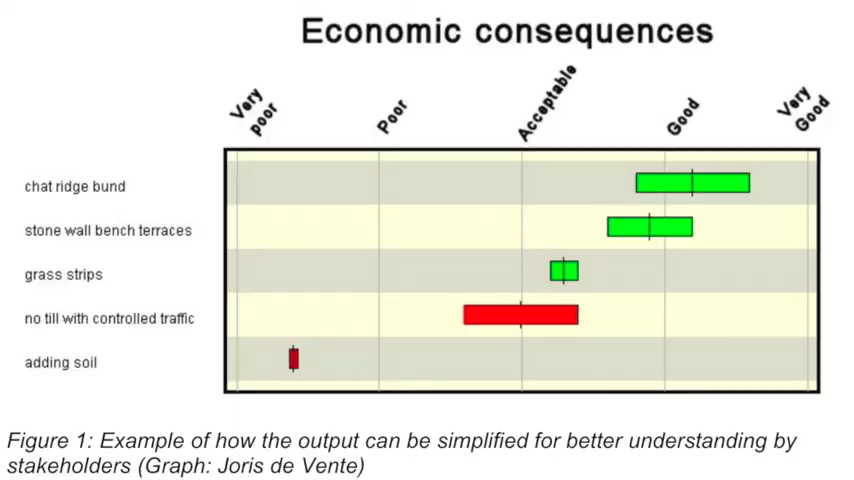 Economic consequences
Very
poor
Poor
Acceptable
Good
Very
Good
chat ridge bund
stone wall bench terraces
grass strips
no till with controlled traffic
adding soil
Figure 1: Example of how the output can be simplified for better understanding by
stakeholders (Graph: Joris de Vente)